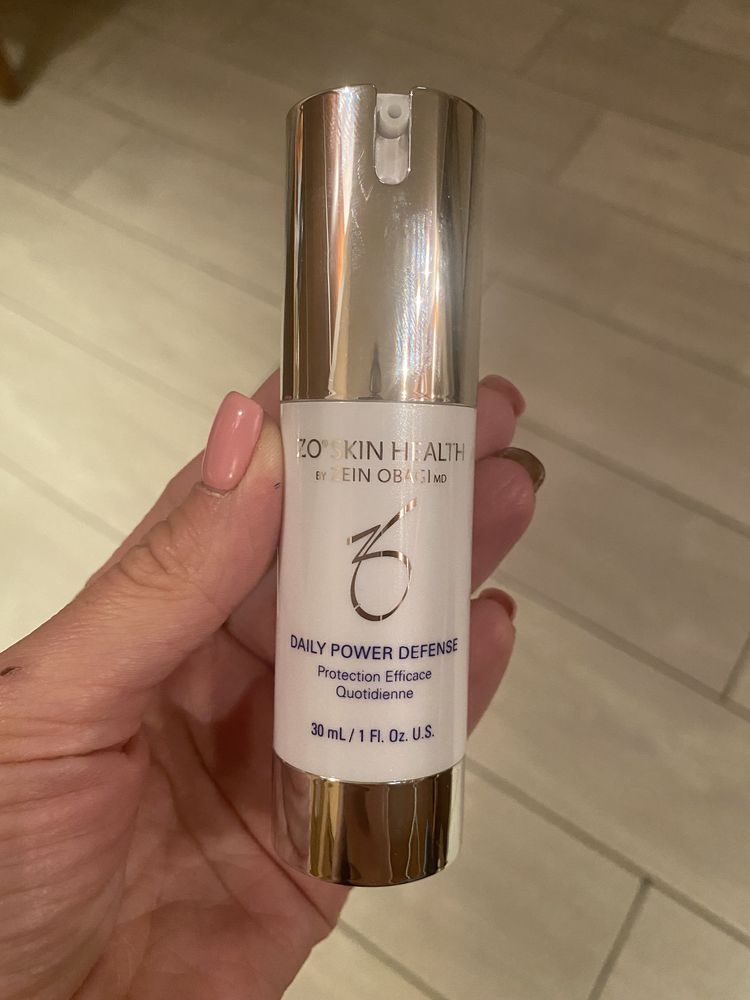 ZO® SKIN HEALTH
BY ZEIN OBAGI MD
DAILY POWER DEFENSE
Protection Efficace
Quotidienne
30 mL / 1 Fl. Oz. U.S.